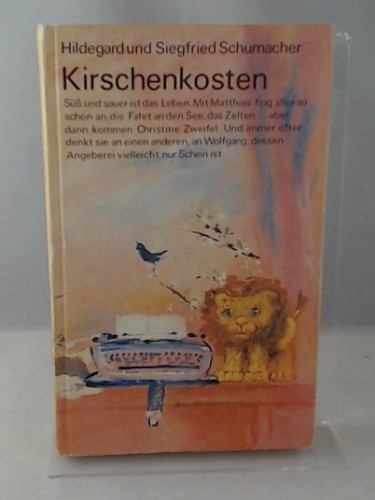 Hildegard und Siegfried Schumacher
Kirschenkosten
Süß und sauer ist das Leben. Mit Matthias fing alles so
schön an, die Fahrt an den See, das Zelten ... aber
dann kommen Christine Zweifel. Und immer öfter
denkt sie an einen anderen, an Wolfgang, dessen
Angeberei vielleicht nur Schein ist.